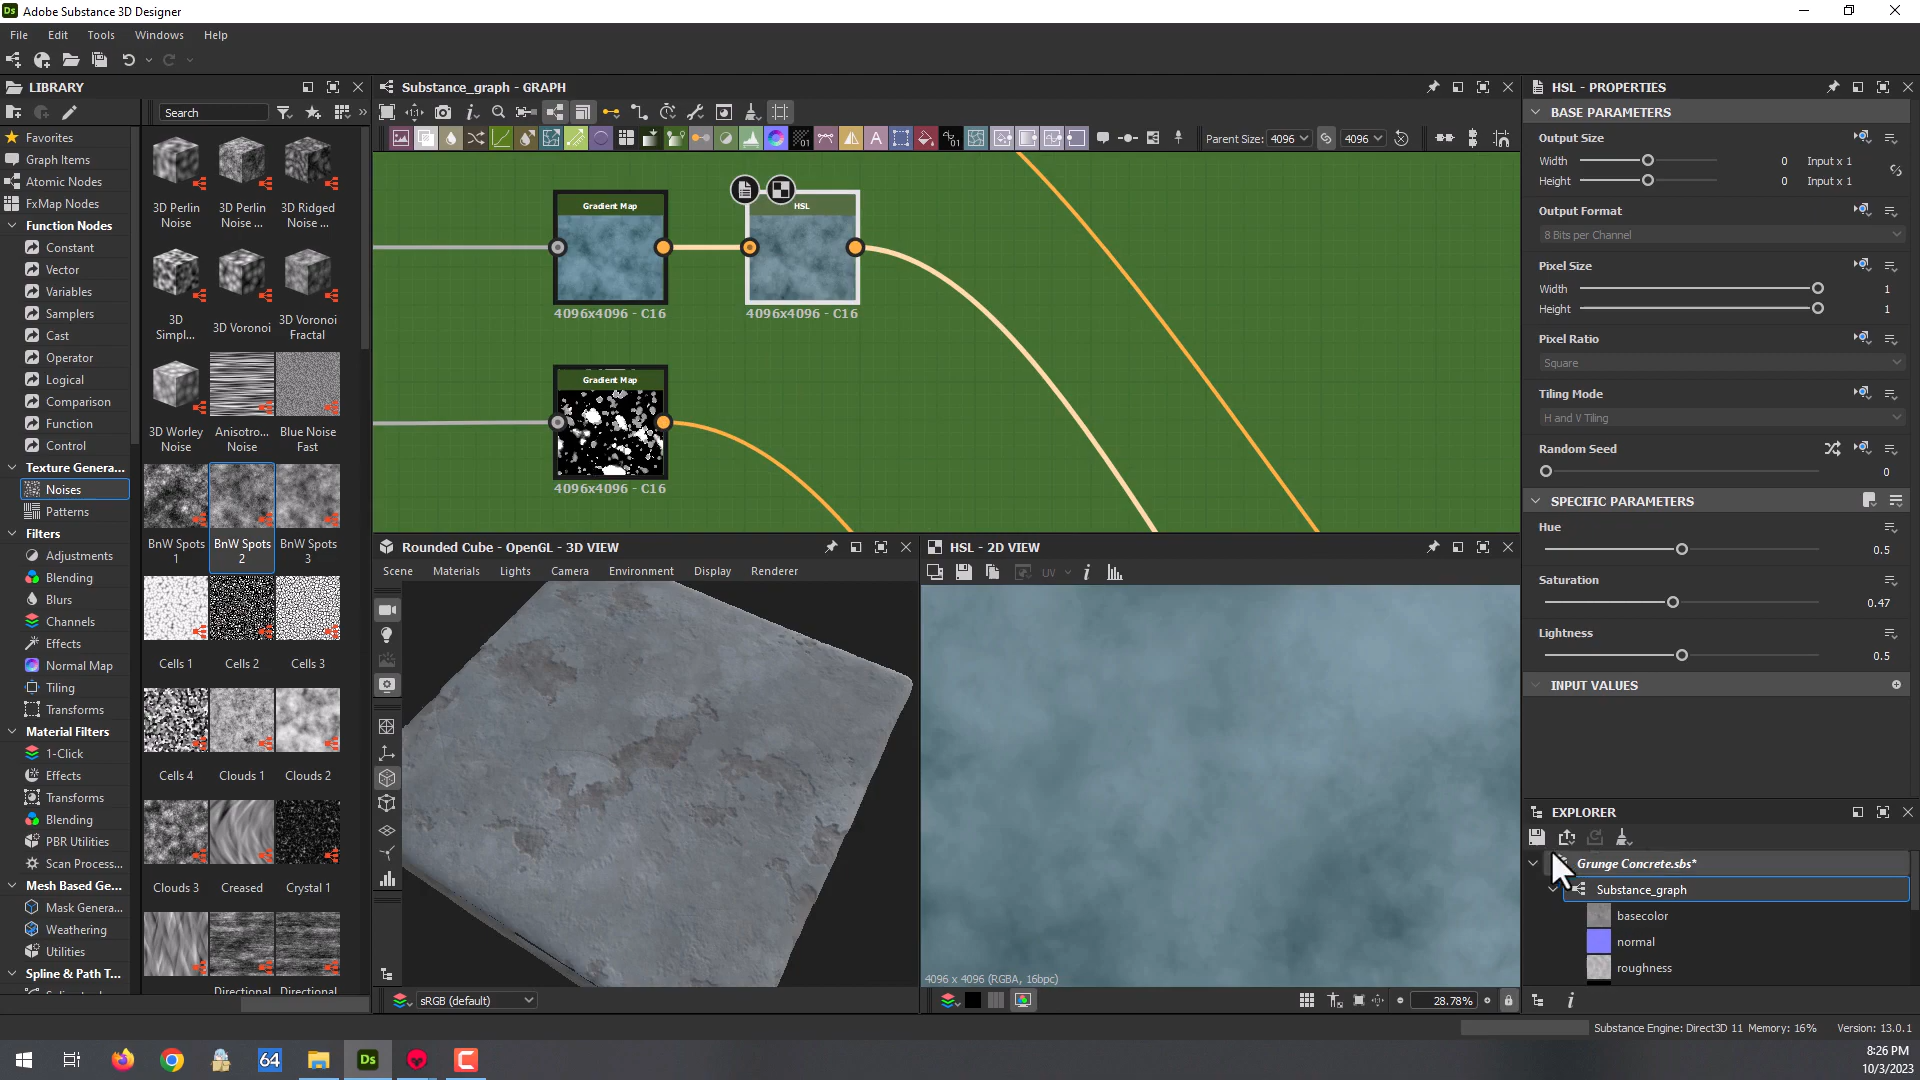 Ds Adobe Substance 3D Designer
File Edit Tools Windows Help
LIBRARY
Search
Favorites
Graph Items
Atomic Nodes
FxMap Nodes
Function Nodes
Constant
Vector
Variables
Samplers
Cast
Operator
Logical
Comparison
Function
Control
Texture Genera...
Noises
Patterns
Filters
Adjustments
Blending
Blurs
Channels
Effects
Normal Map
Tiling
Transforms
Material Filters
1-Click
Effects
Transforms
Blending
PBR Utilities
Scan Process...
Mesh Based Ge...
Mask Genera...
Weathering
Utilities
Spline & Path T...
3D Perlin Noise
3D Perlin Noise ...
3D Ridged Noise ...
3D Simpl...
3D Voronoi
3D Voronoi Fractal
3D Worley Noise
Anisotro... Noise
Blue Noise Fast
BnW Spots 1
BnW Spots 2
BnW Spots 3
Cells 1
Cells 2
Cells 3
Cells 4
Clouds 1
Clouds 2
Clouds 3
Creased
Crystal 1
Directional
Directional
Substance_graph - GRAPH
Parent Size: 4096 4096
Gradient Map
4096x4096 - C16
HSL
4096x4096 - C16
Gradient Map
4096x4096 - C16
Rounded Cube - OpenGL - 3D VIEW
Scene Materials Lights Camera Environment Display Renderer
sRGB (default)
HSL - 2D VIEW
UV
4096 x 4096 (RGBA, 16bpc)
28.78%
HSL - PROPERTIES
BASE PARAMETERS
Output Size
Width 0 Input x 1
Height 0 Input x 1
Output Format
8 Bits per Channel
Pixel Size
Width 1
Height 1
Pixel Ratio
Square
Tiling Mode
H and V Tiling
Random Seed
0
SPECIFIC PARAMETERS
Hue
0.5
Saturation
0.47
Lightness
0.5
INPUT VALUES
EXPLORER
Grunge Concrete.sbs*
Substance_graph
basecolor
normal
roughness
Substance Engine: Direct3D 11 Memory: 16% Version: 13.0.1
64
Ds
8:26 PM
10/3/2023